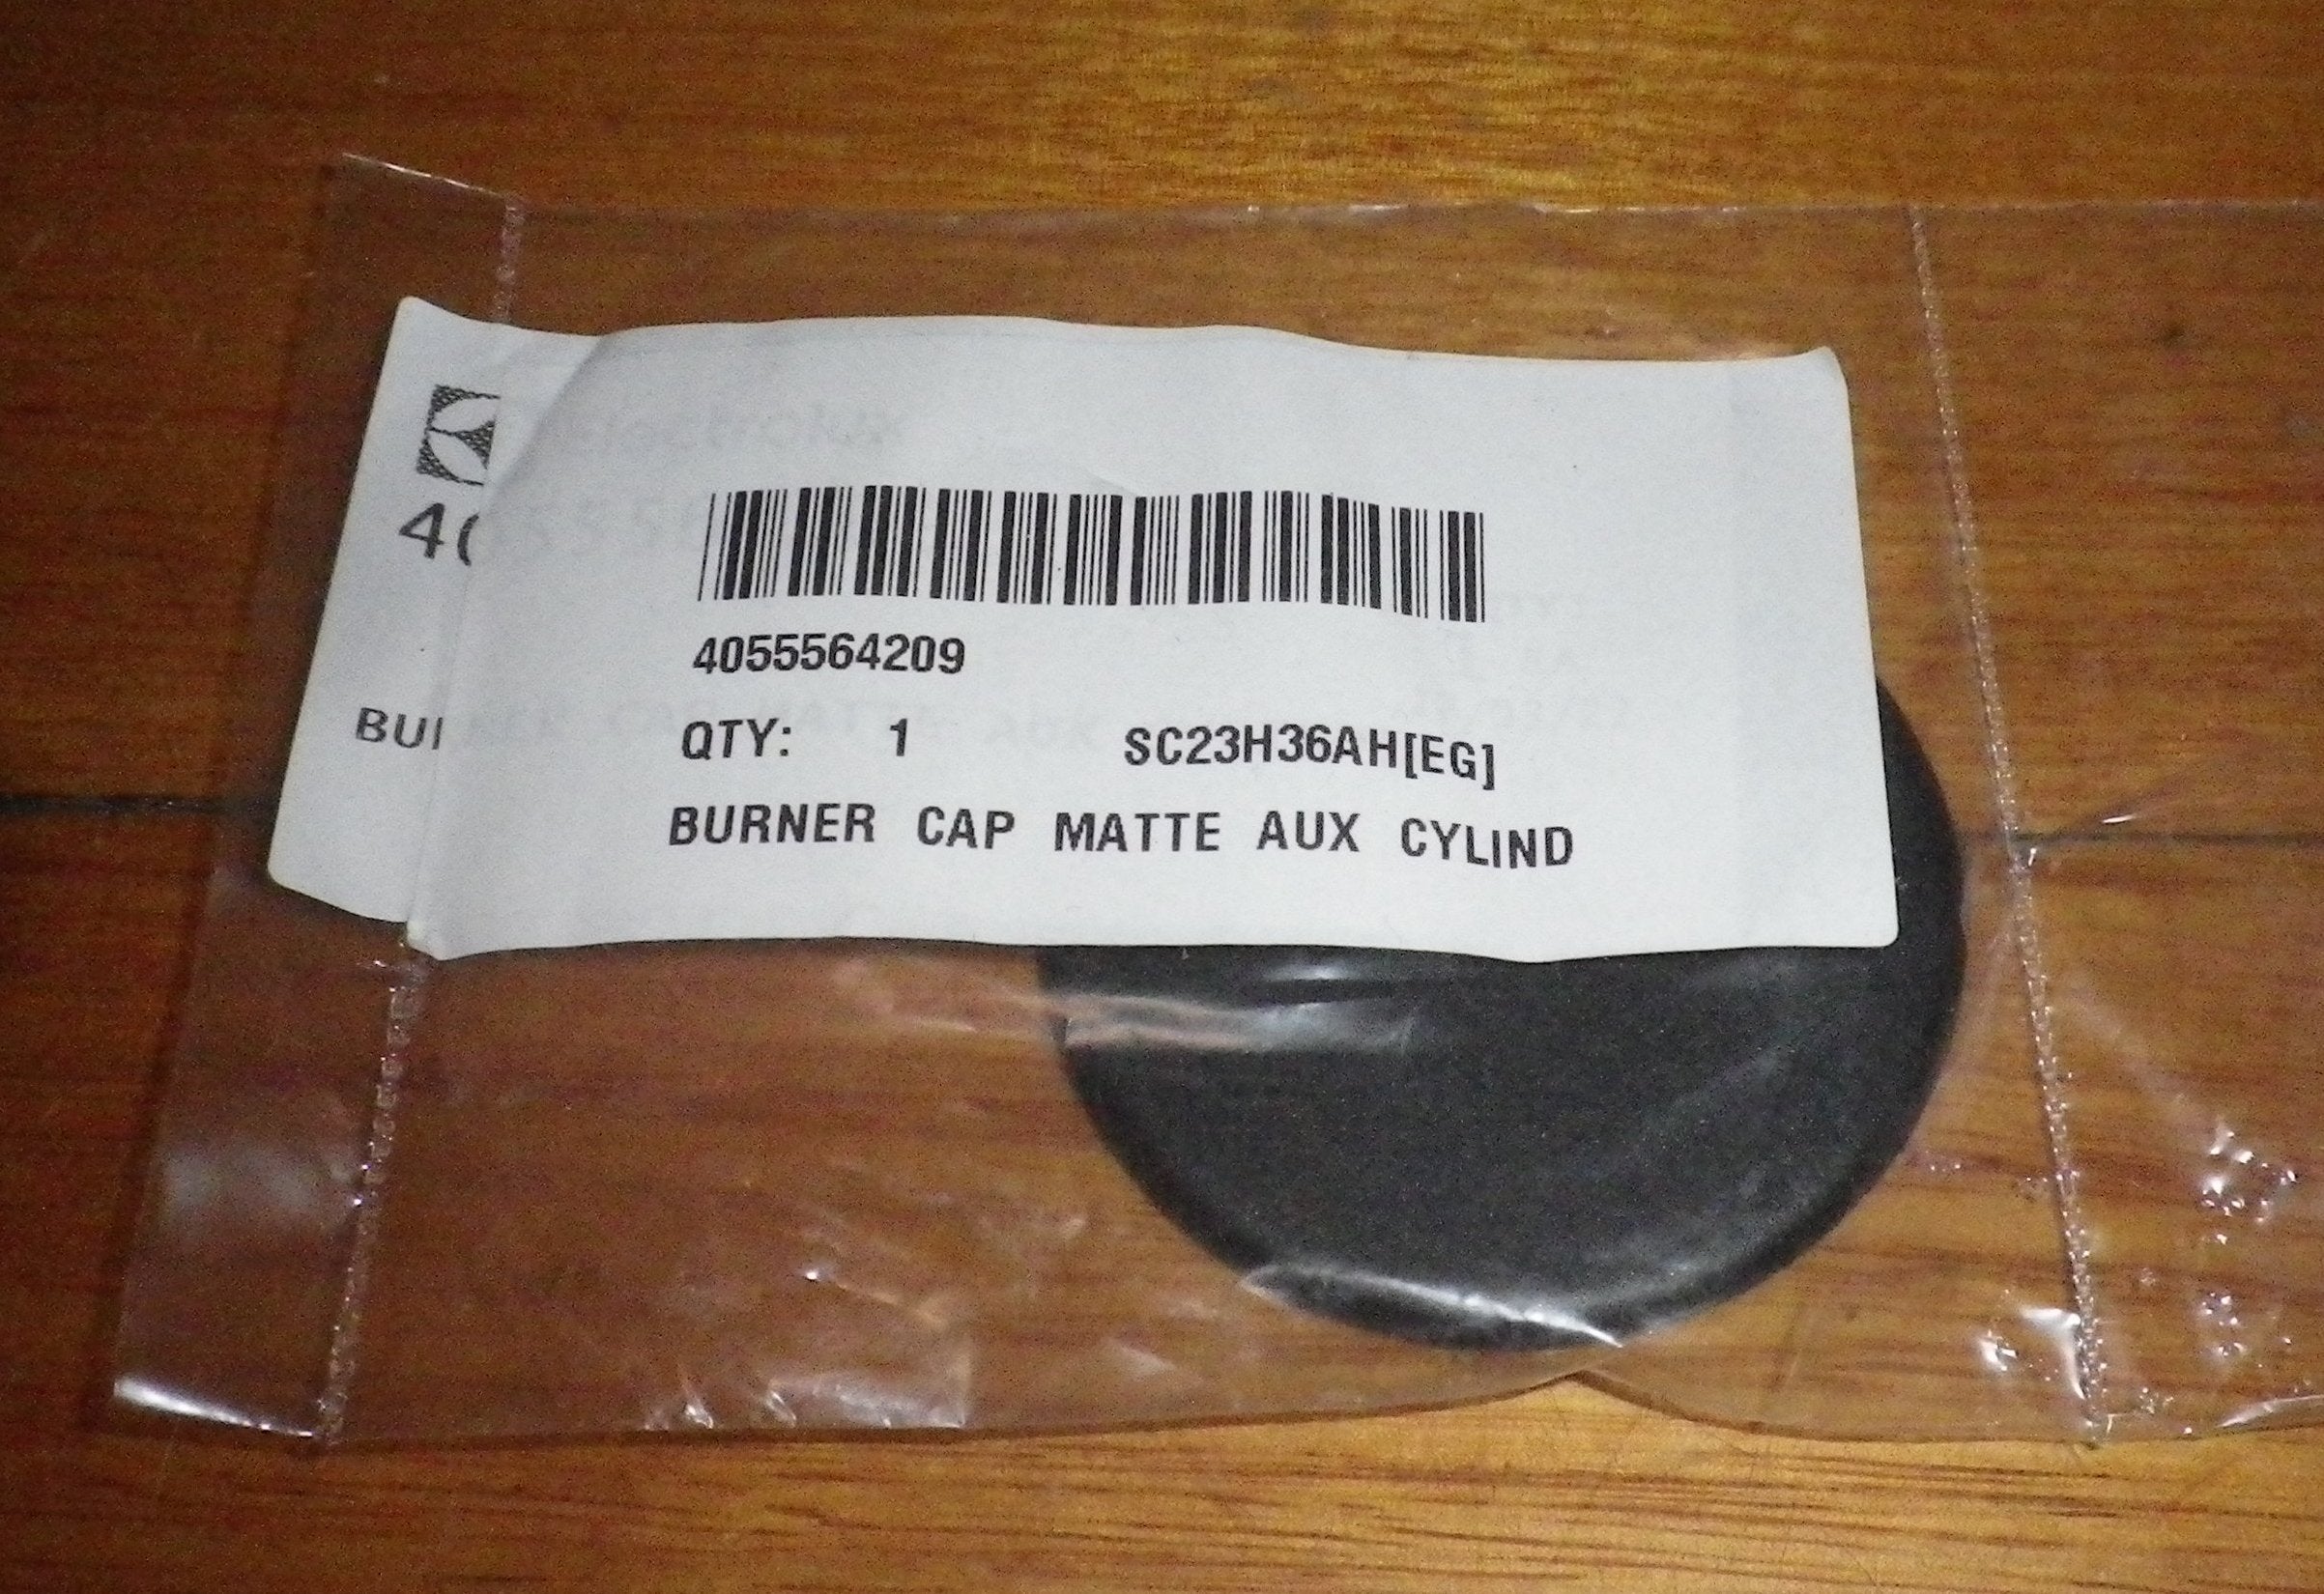 4055564209
QTY: 1 SC23H36AH[EG]
BURNER CAP MATTE AUX CYLIND